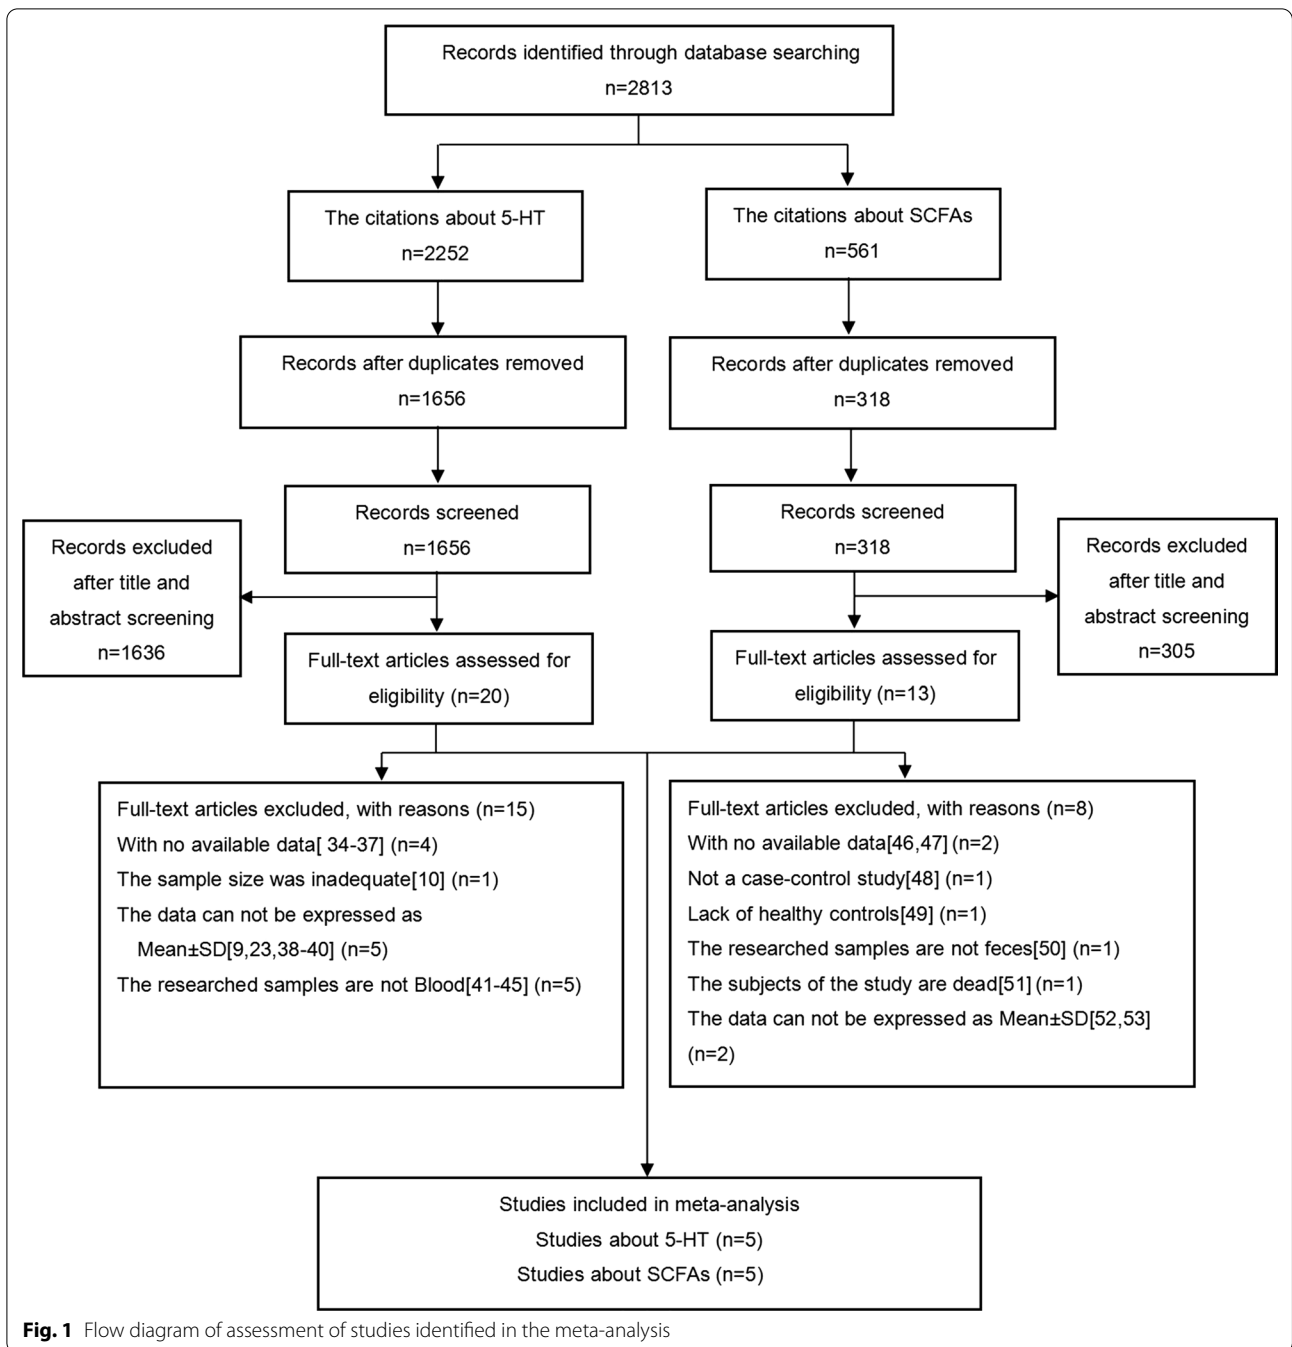 Records identified through database searching
n=2813
The citations about 5-HT
n=2252
The citations about SCFAs
n=561
Records after duplicates removed
n=1656
Records after duplicates removed
n=318
Records screened
n=1656
Records screened
n=318
Records excluded
after title and
abstract screening
n=1636
Records excluded
after title and
abstract screening
n=305
Full-text articles assessed for
eligibility (n=20)
Full-text articles assessed for
eligibility (n=13)
Full-text articles excluded, with reasons (n=15)
With no available data[ 34-37] (n=4)
The sample size was inadequate[10] (n=1)
The data can not be expressed as
Mean±SD[9,23,38-40] (n=5)
The researched samples are not Blood[41-45] (n=5)
Full-text articles excluded, with reasons (n=8)
With no available data[46,47] (n=2)
Not a case-control study[48] (n=1)
Lack of healthy controls[49] (n=1)
The researched samples are not feces[50] (n=1)
The subjects of the study are dead[51] (n=1)
The data can not be expressed as Mean±SD[52,53]
(n=2)
Studies included in meta-analysis
Studies about 5-HT (n=5)
Studies about SCFAs (n=5)
Fig. 1 Flow diagram of assessment of studies identified in the meta-analysis